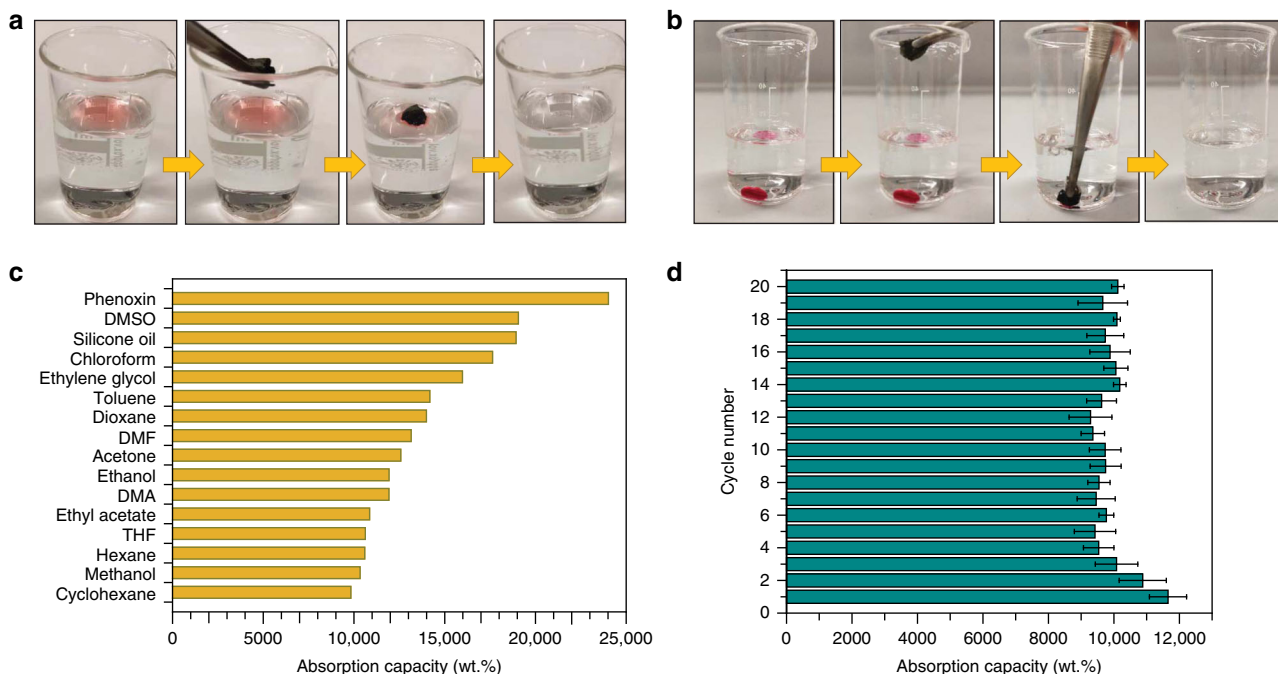 a
b
40
40
40
c
Phenoxin
DMSO
Silicone oil
Chloroform
Ethylene glycol
Toluene
Dioxane
DMF
Acetone
Ethanol
DMA
Ethyl acetate
THF
Hexane
Methanol
Cyclohexane
0 5000 10,000 15,000 20,000 25,000
Absorption capacity (wt.%)
d
Cycle number
20
18
16
14
12
10
8
6
4
2
0
0 2000 4000 6000 8000 10,000 12,000
Absorption capacity (wt.%)